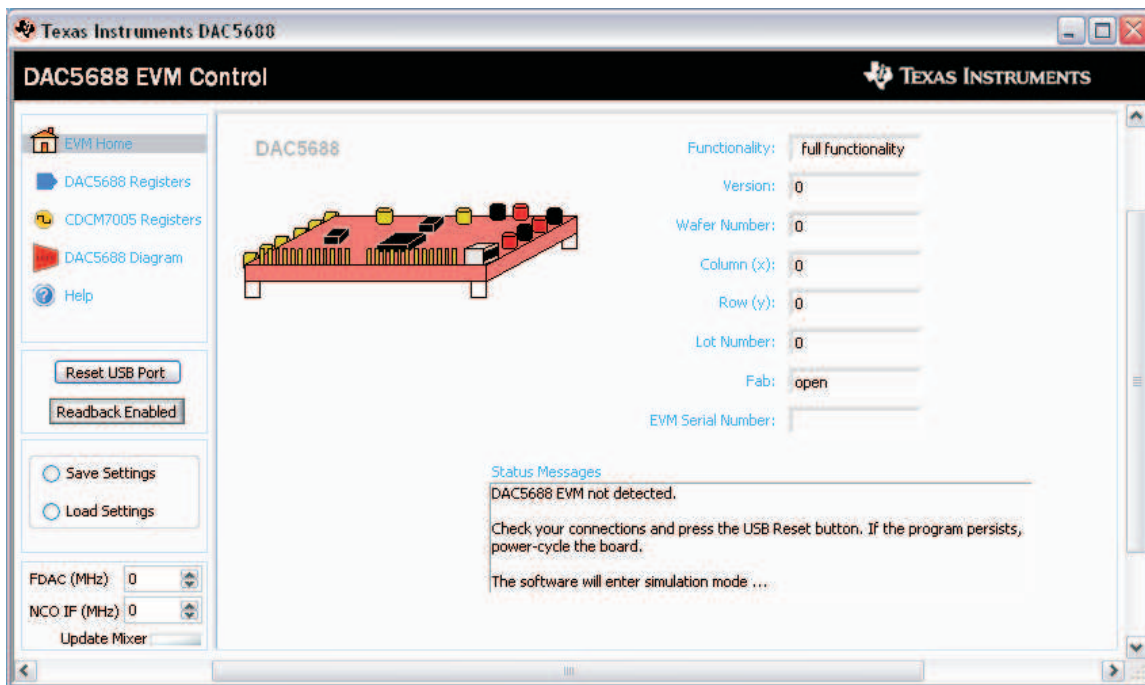 Texas Instruments DAC5688
DAC5688 EVM Control
TEXAS INSTRUMENTS
EVM Home
DAC5688 Registers
CDCM7005 Registers
DAC5688 Diagram
Help
Reset USB Port
Readback Enabled
Save Settings
Load Settings
FDAC (MHz) 0
NCO IF (MHz) 0
Update Mixer
DAC5688
Functionality: full functionality
Version: 0
Wafer Number: 0
Column (x): 0
Row (y): 0
Lot Number: 0
Fab: open
EVM Serial Number:
Status Messages
DAC5688 EVM not detected.
Check your connections and press the USB Reset button. If the program persists,
power-cycle the board.
The software will enter simulation mode ...